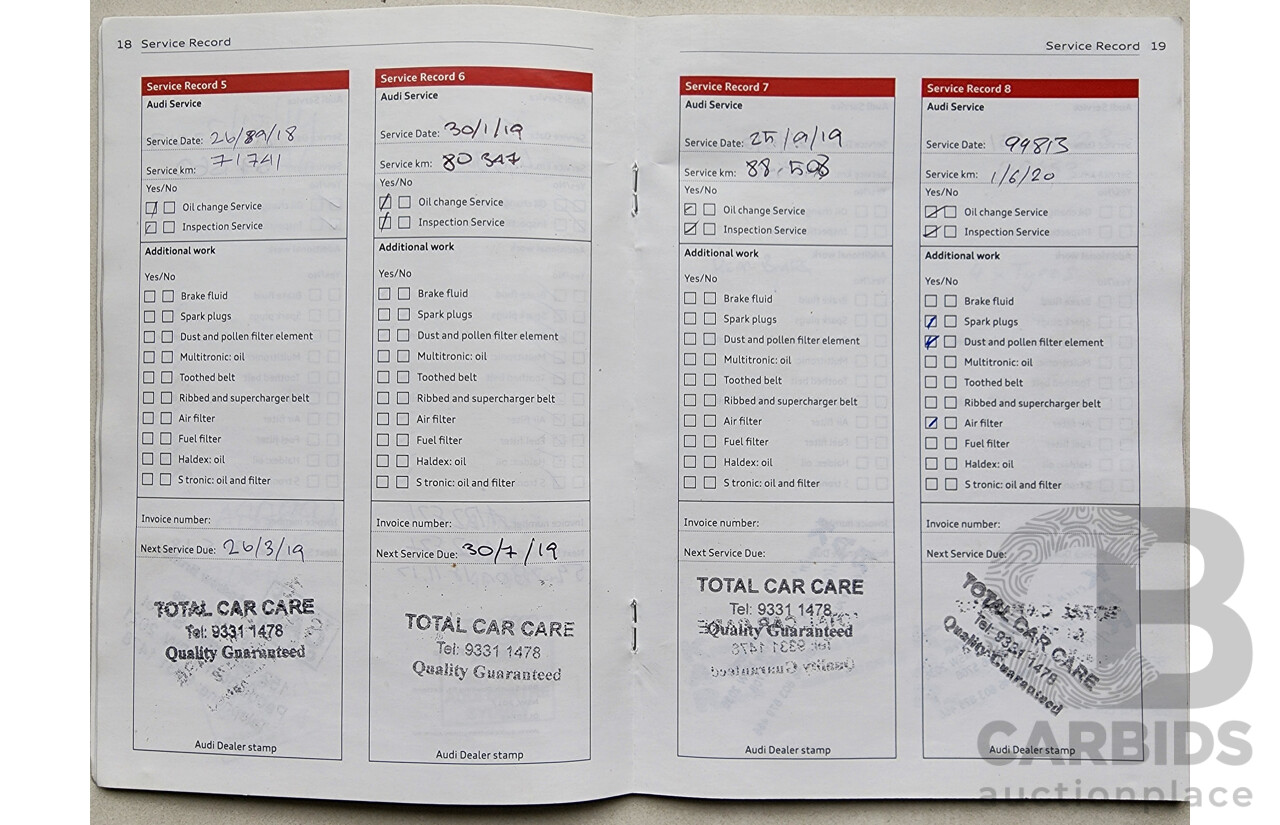 18 Service Record
Service Record 5
Audi Service
Service Date: 26/09/18
Service km: 71741
Yes/No
Oil change Service
Inspection Service
Additional work
Yes/No
Brake fluid
Spark plugs
Dust and pollen filter element
Multitronic: oil
Toothed belt
Ribbed and supercharger belt
Air filter
Fuel filter
Haldex: oil
S tronic: oil and filter
Invoice number:
Next Service Due: 26/3/19
TOTAL CAR CARE
Tel: 9331 1478
Quality Guaranteed
Audi Dealer stamp
Service Record 6
Audi Service
Service Date: 30/1/19
Service km: 80 347
Yes/No
Oil change Service
Inspection Service
Additional work
Yes/No
Brake fluid
Spark plugs
Dust and pollen filter element
Multitronic: oil
Toothed belt
Ribbed and supercharger belt
Air filter
Fuel filter
Haldex: oil
S tronic: oil and filter
Invoice number:
Next Service Due: 30/7/19
TOTAL CAR CARE
Tel: 9331 1478
Quality Guaranteed
Audi Dealer stamp
Service Record 19
Service Record 7
Audi Service
Service Date: 25/9/19
Service km: 88.508
Yes/No
Oil change Service
Inspection Service
Additional work
Yes/No
Brake fluid
Spark plugs
Dust and pollen filter element
Multitronic: oil
Toothed belt
Ribbed and supercharger belt
Air filter
Fuel filter
Haldex: oil
S tronic: oil and filter
Invoice number:
Next Service Due:
TOTAL CAR CARE
Tel: 9331 1478
Quality Guaranteed
Audi Dealer stamp
Service Record 8
Audi Service
Service Date: 99813
Service km: 1/6/20
Yes/No
Oil change Service
Inspection Service
Additional work
Yes/No
Brake fluid
Spark plugs
Dust and pollen filter element
Multitronic: oil
Toothed belt
Ribbed and supercharger belt
Air filter
Fuel filter
Haldex: oil
S tronic: oil and filter
Invoice number:
Next Service Due:
TOTAL CAR CARE
Tel: 9331 1478
Quality Guaranteed
Audi Dealer stamp
CARBIDS
auctionplace